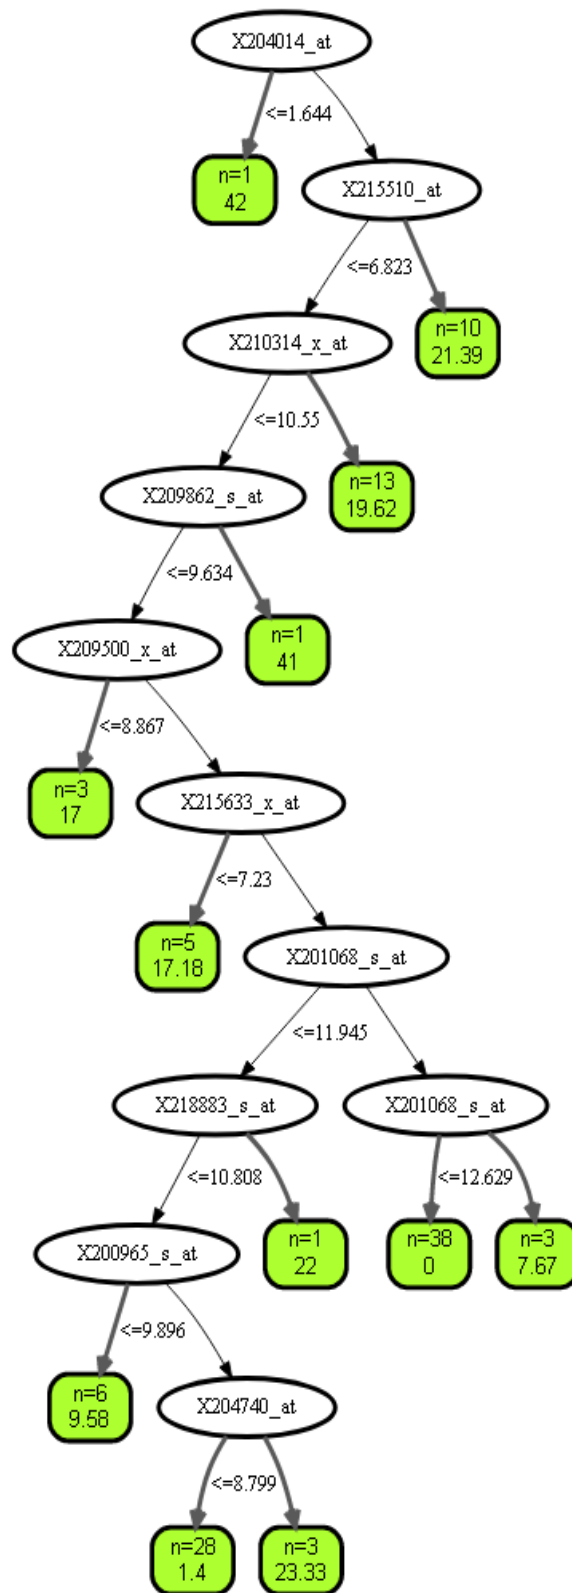 X204014_at
<=1.644
n=1
42
X215510_at
<=6.823
n=10
21.39
X210314_x_at
<=10.55
n=13
19.62
X209862_s_at
<=9.634
n=1
41
X209500_x_at
<=8.867
n=3
17
X215633_x_at
<=7.23
n=5
17.18
X201068_s_at
<=11.945
X218883_s_at
X201068_s_at
<=10.808
<=12.629
n=1
22
n=38
0
n=3
7.67
X200965_s_at
<=9.896
n=6
9.58
X204740_at
<=8.799
n=28
1.4
n=3
23.33